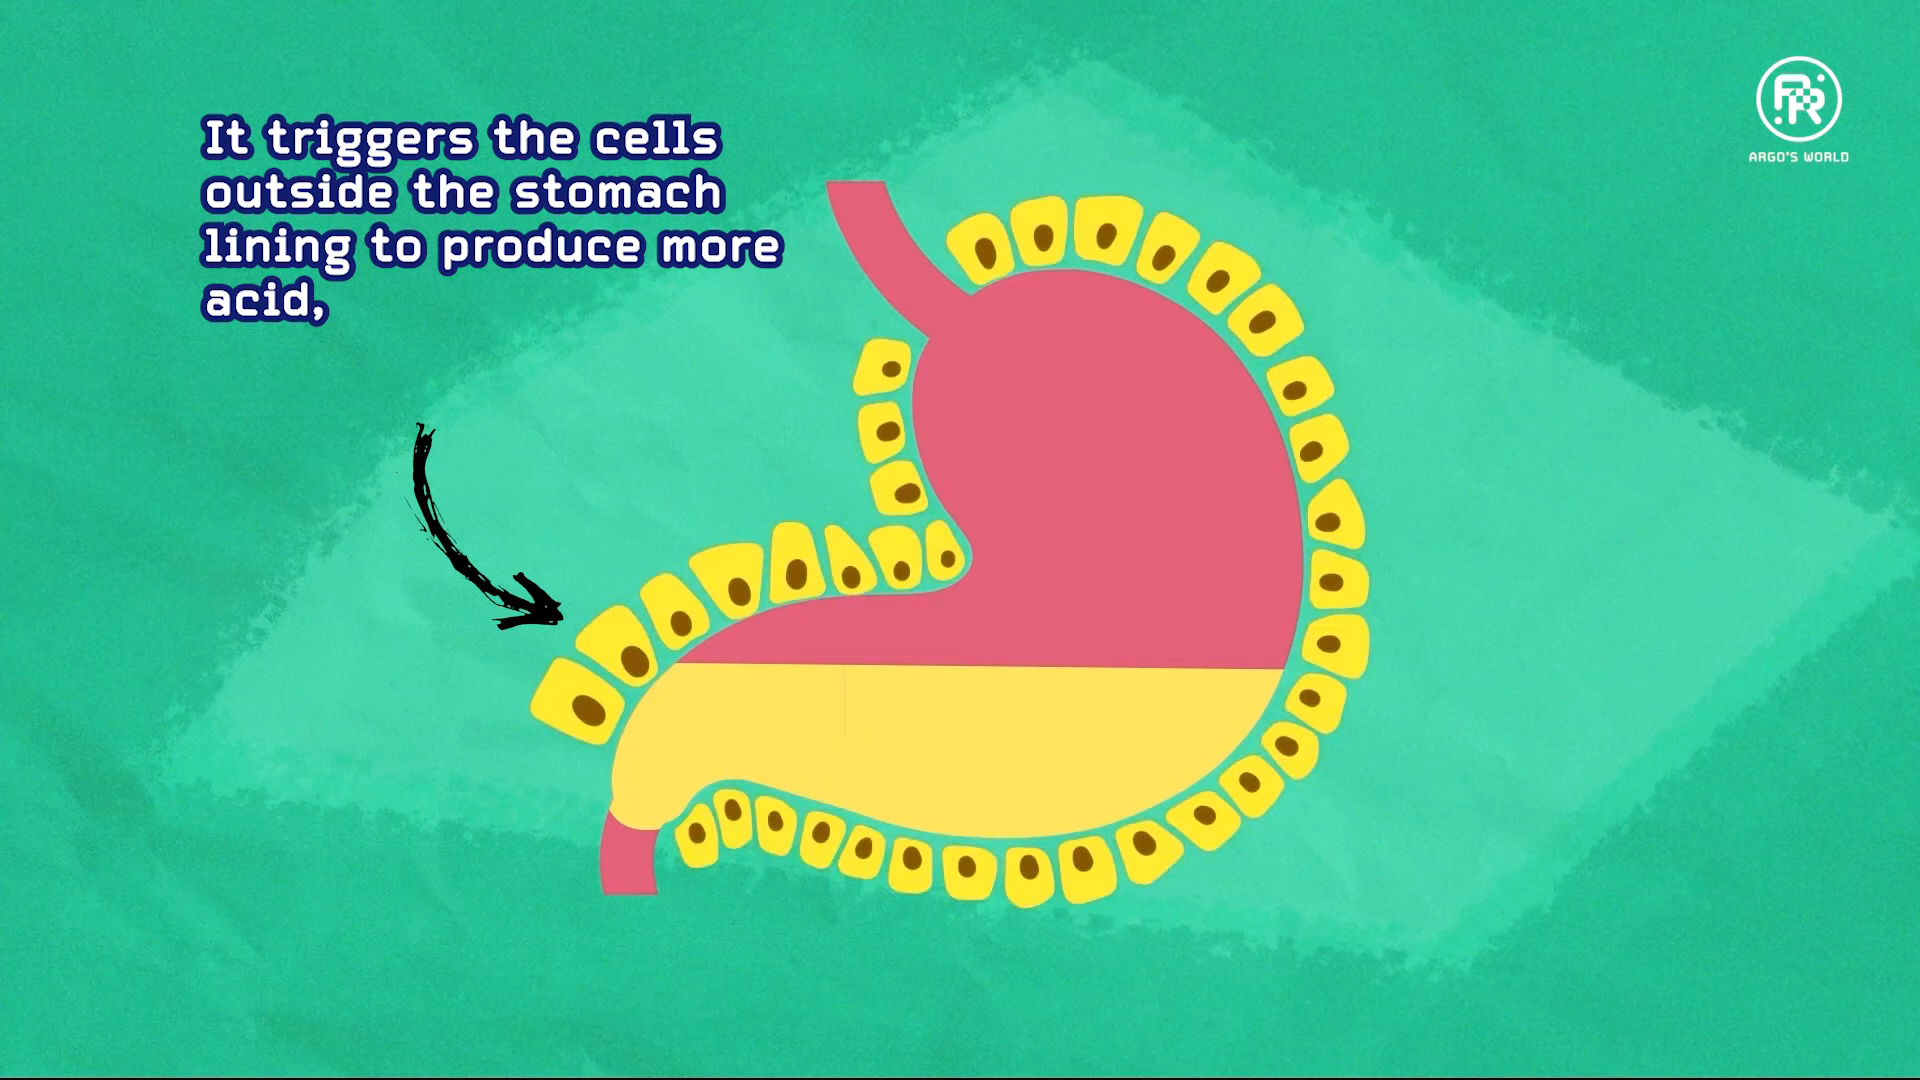 It triggers the cells
outside the stomach
lining to produce more
acid,
ARGO'S WORLD